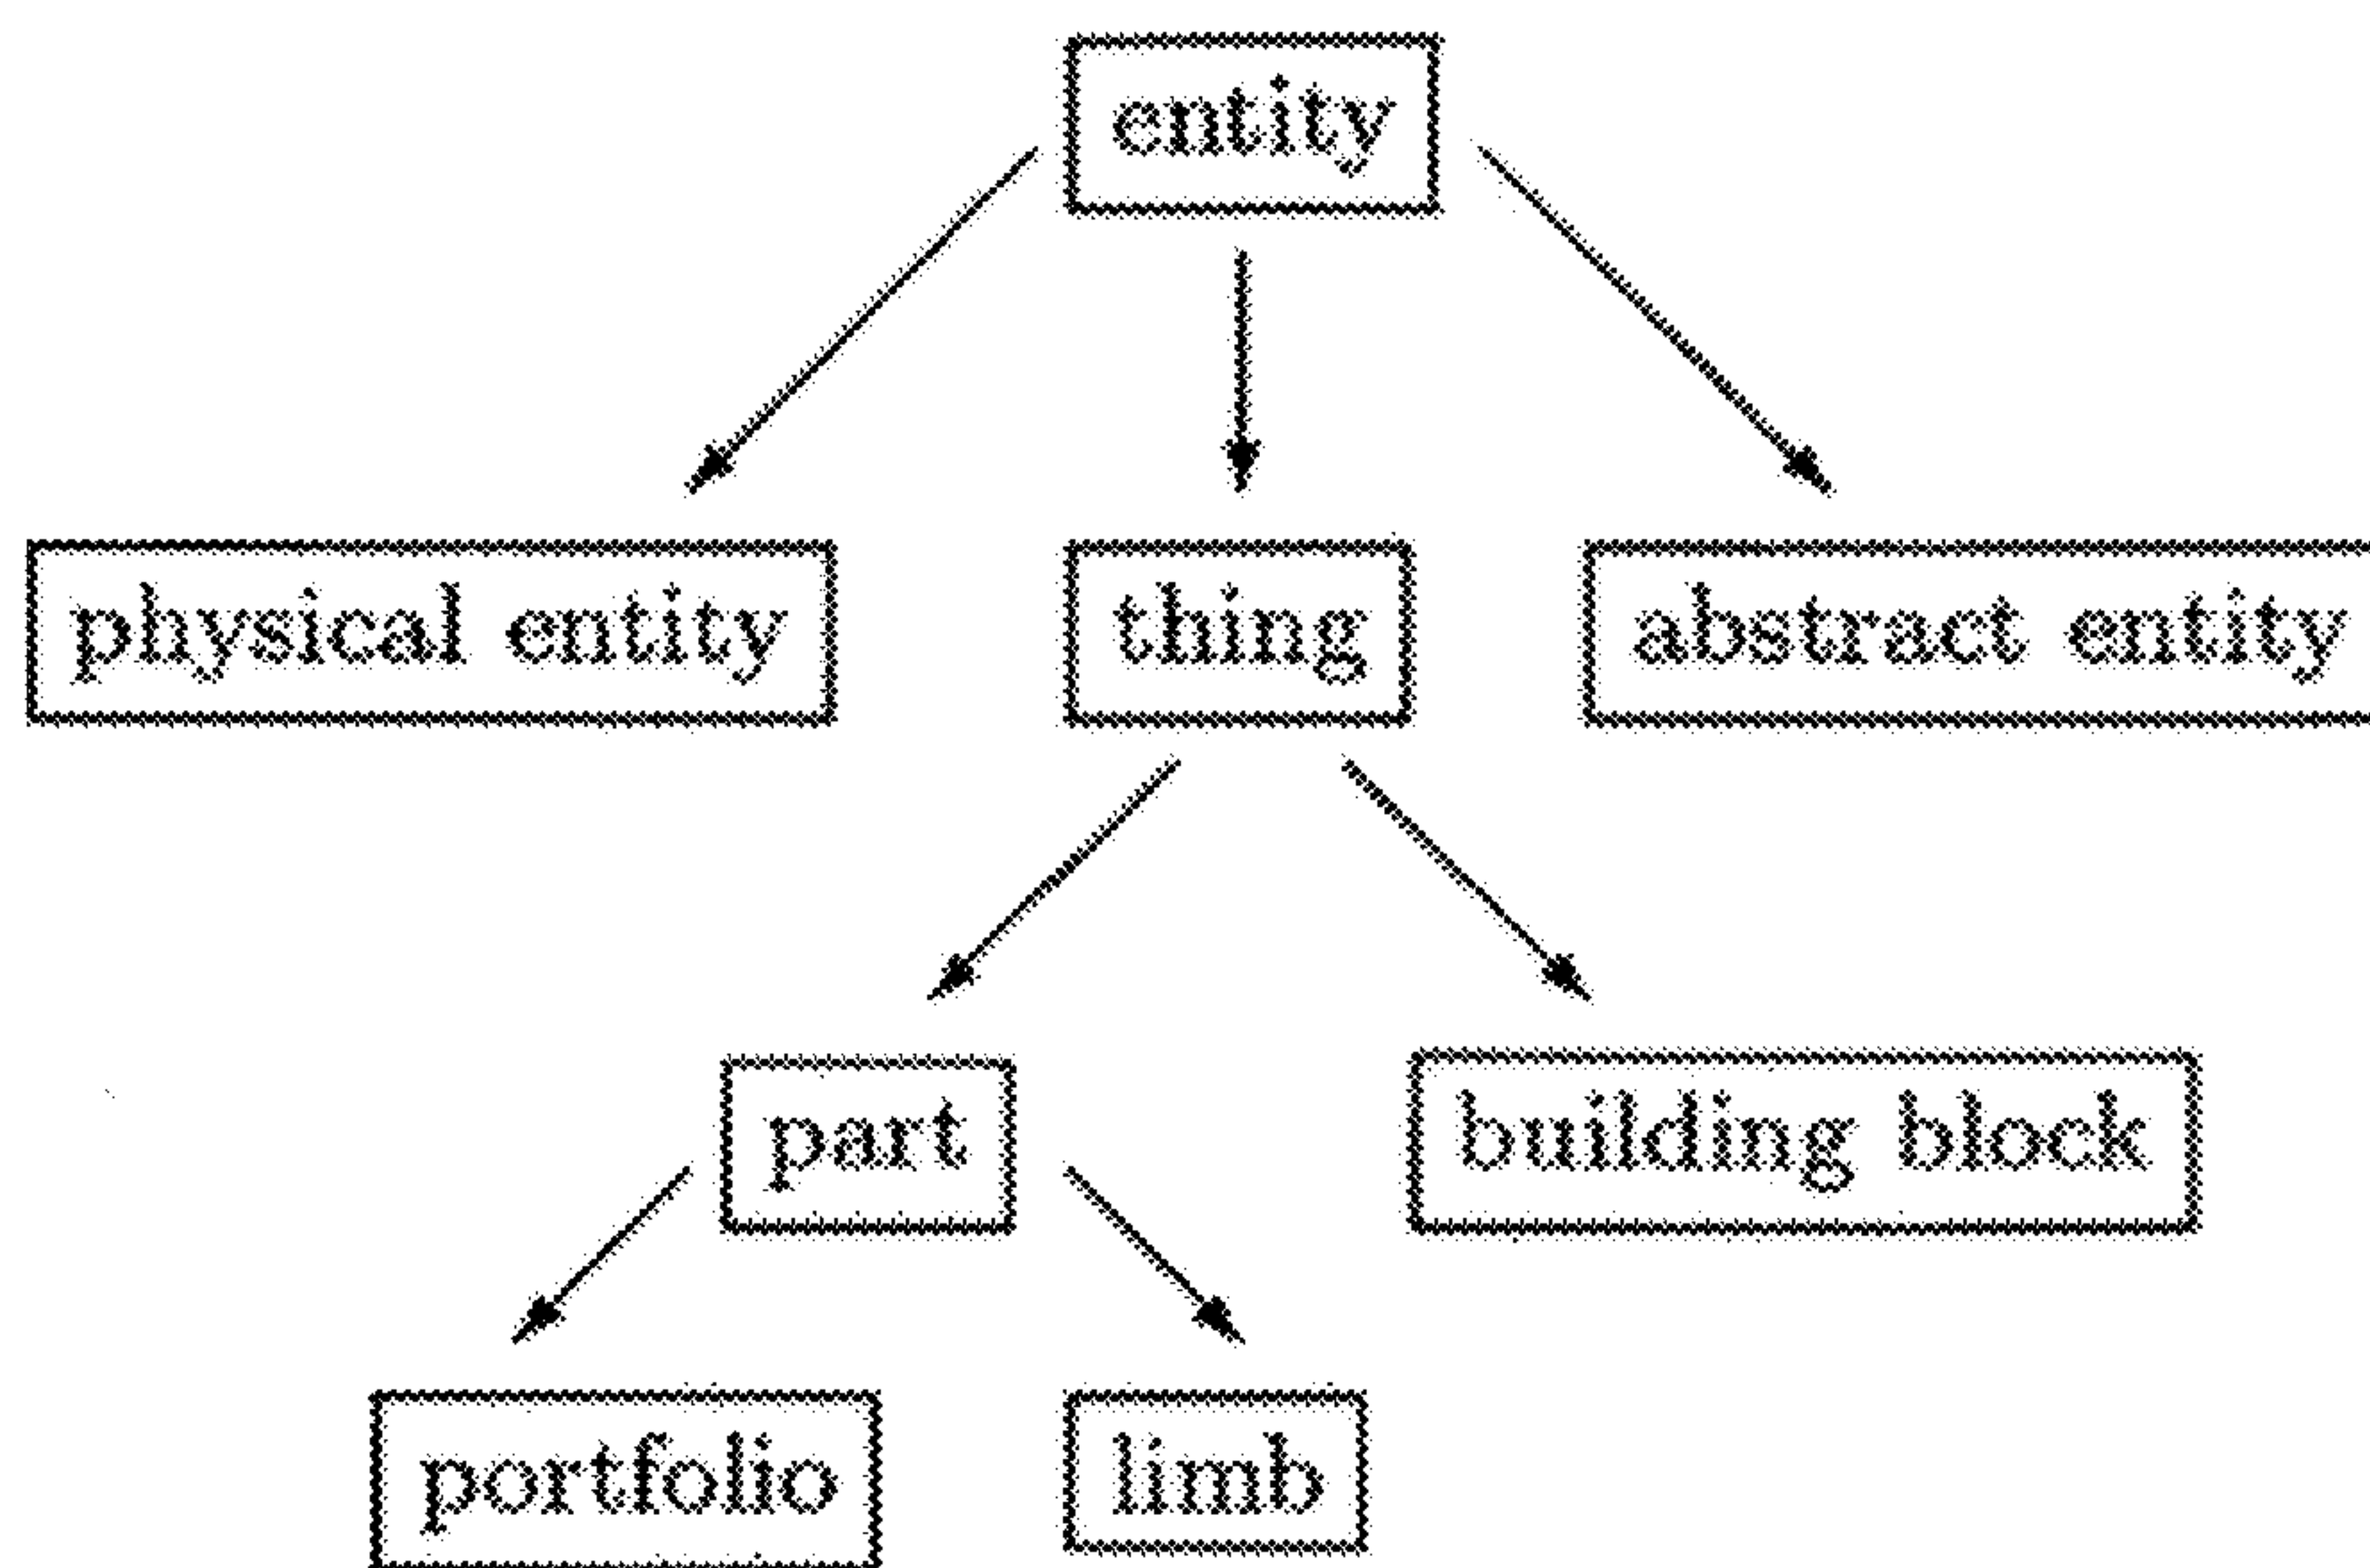 entity
physical entity
thing
abstract entity
part
building block
portfolio
limb